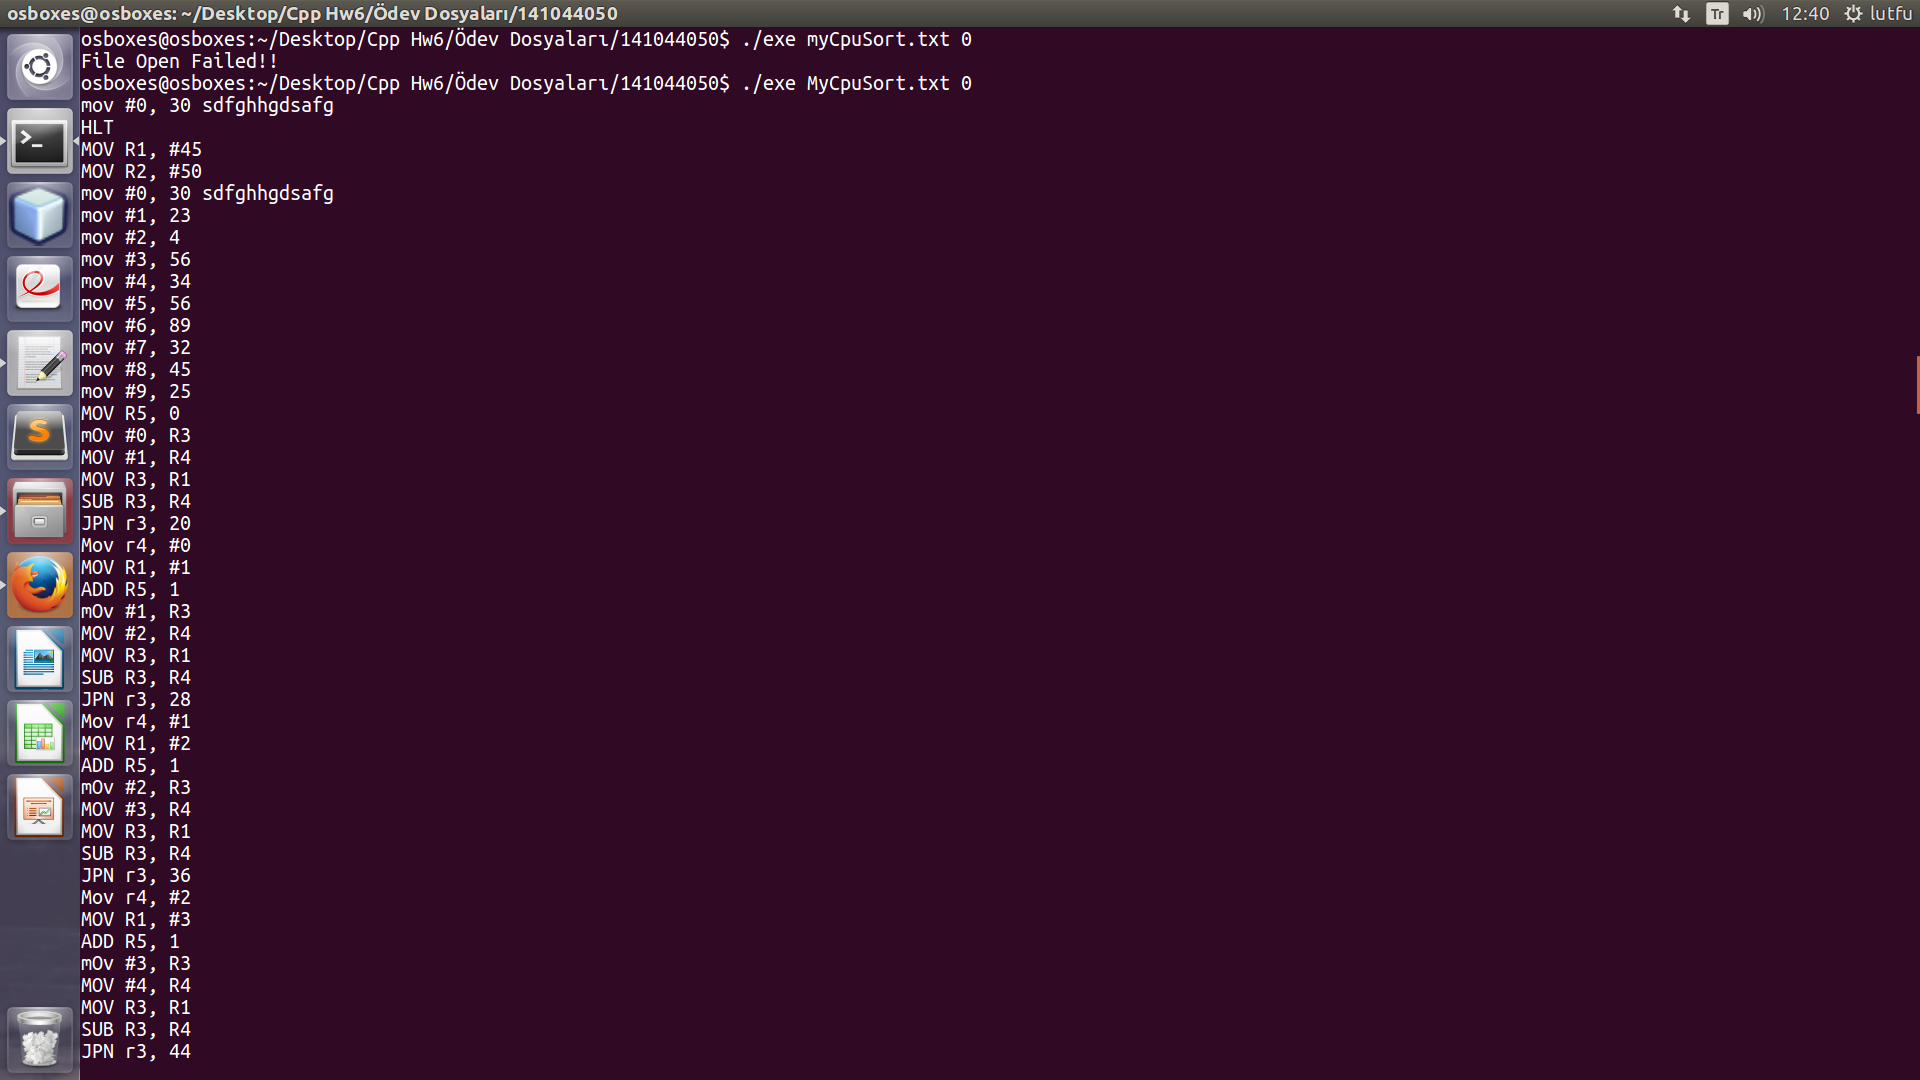 osboxes@osboxes: ~/Desktop/Cpp Hw6/Ödev Dosyaları/141044050
Tr 12:40 lutfu
osboxes@osboxes:~/Desktop/Cpp Hw6/Ödev Dosyaları/141044050$ ./exe myCpuSort.txt 0
File Open Failed!!
osboxes@osboxes:~/Desktop/Cpp Hw6/Ödev Dosyaları/141044050$ ./exe MyCpuSort.txt 0
mov #0, 30 sdfghhgdsafg
HLT
MOV R1, #45
MOV R2, #50
mov #0, 30 sdfghhgdsafg
mov #1, 23
mov #2, 4
mov #3, 56
mov #4, 34
mov #5, 56
mov #6, 89
mov #7, 32
mov #8, 45
mov #9, 25
MOV R5, 0
mOv #0, R3
MOV #1, R4
MOV R3, R1
SUB R3, R4
JPN r3, 20
Mov r4, #0
MOV R1, #1
ADD R5, 1
mOv #1, R3
MOV #2, R4
MOV R3, R1
SUB R3, R4
JPN r3, 28
Mov r4, #1
MOV R1, #2
ADD R5, 1
mOv #2, R3
MOV #3, R4
MOV R3, R1
SUB R3, R4
JPN r3, 36
Mov r4, #2
MOV R1, #3
ADD R5, 1
mOv #3, R3
MOV #4, R4
MOV R3, R1
SUB R3, R4
JPN r3, 44